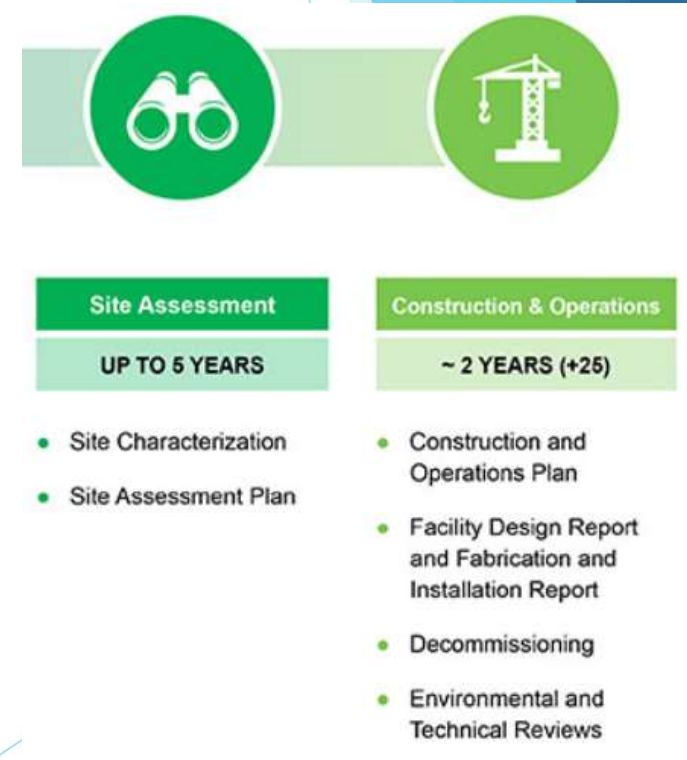 Site Assessment
UP TO 5 YEARS
• Site Characterization
• Site Assessment Plan
Construction & Operations
~ 2 YEARS (+25)
• Construction and
Operations Plan
• Facility Design Report
and Fabrication and
Installation Report
• Decommissioning
• Environmental and
Technical Reviews